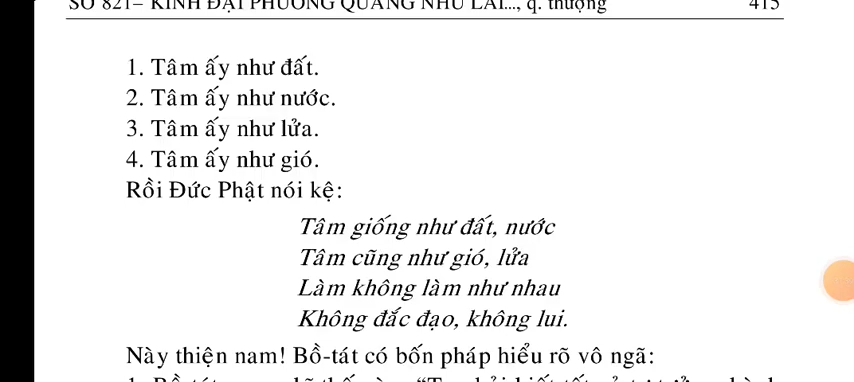 SỐ 821– KINH ĐẠI PHƯƠNG QUẢNG NHƯ LAI..., q. thượng 415
1. Tâm ấy như đất.
2. Tâm ấy như nước.
3. Tâm ấy như lửa.
4. Tâm ấy như gió.
Rồi Đức Phật nói kệ:
Tâm giống như đất, nước
Tâm cũng như gió, lửa
Làm không làm như nhau
Không đắc đạo, không lui.
Này thiện nam! Bồ-tát có bốn pháp hiểu rõ vô ngã: